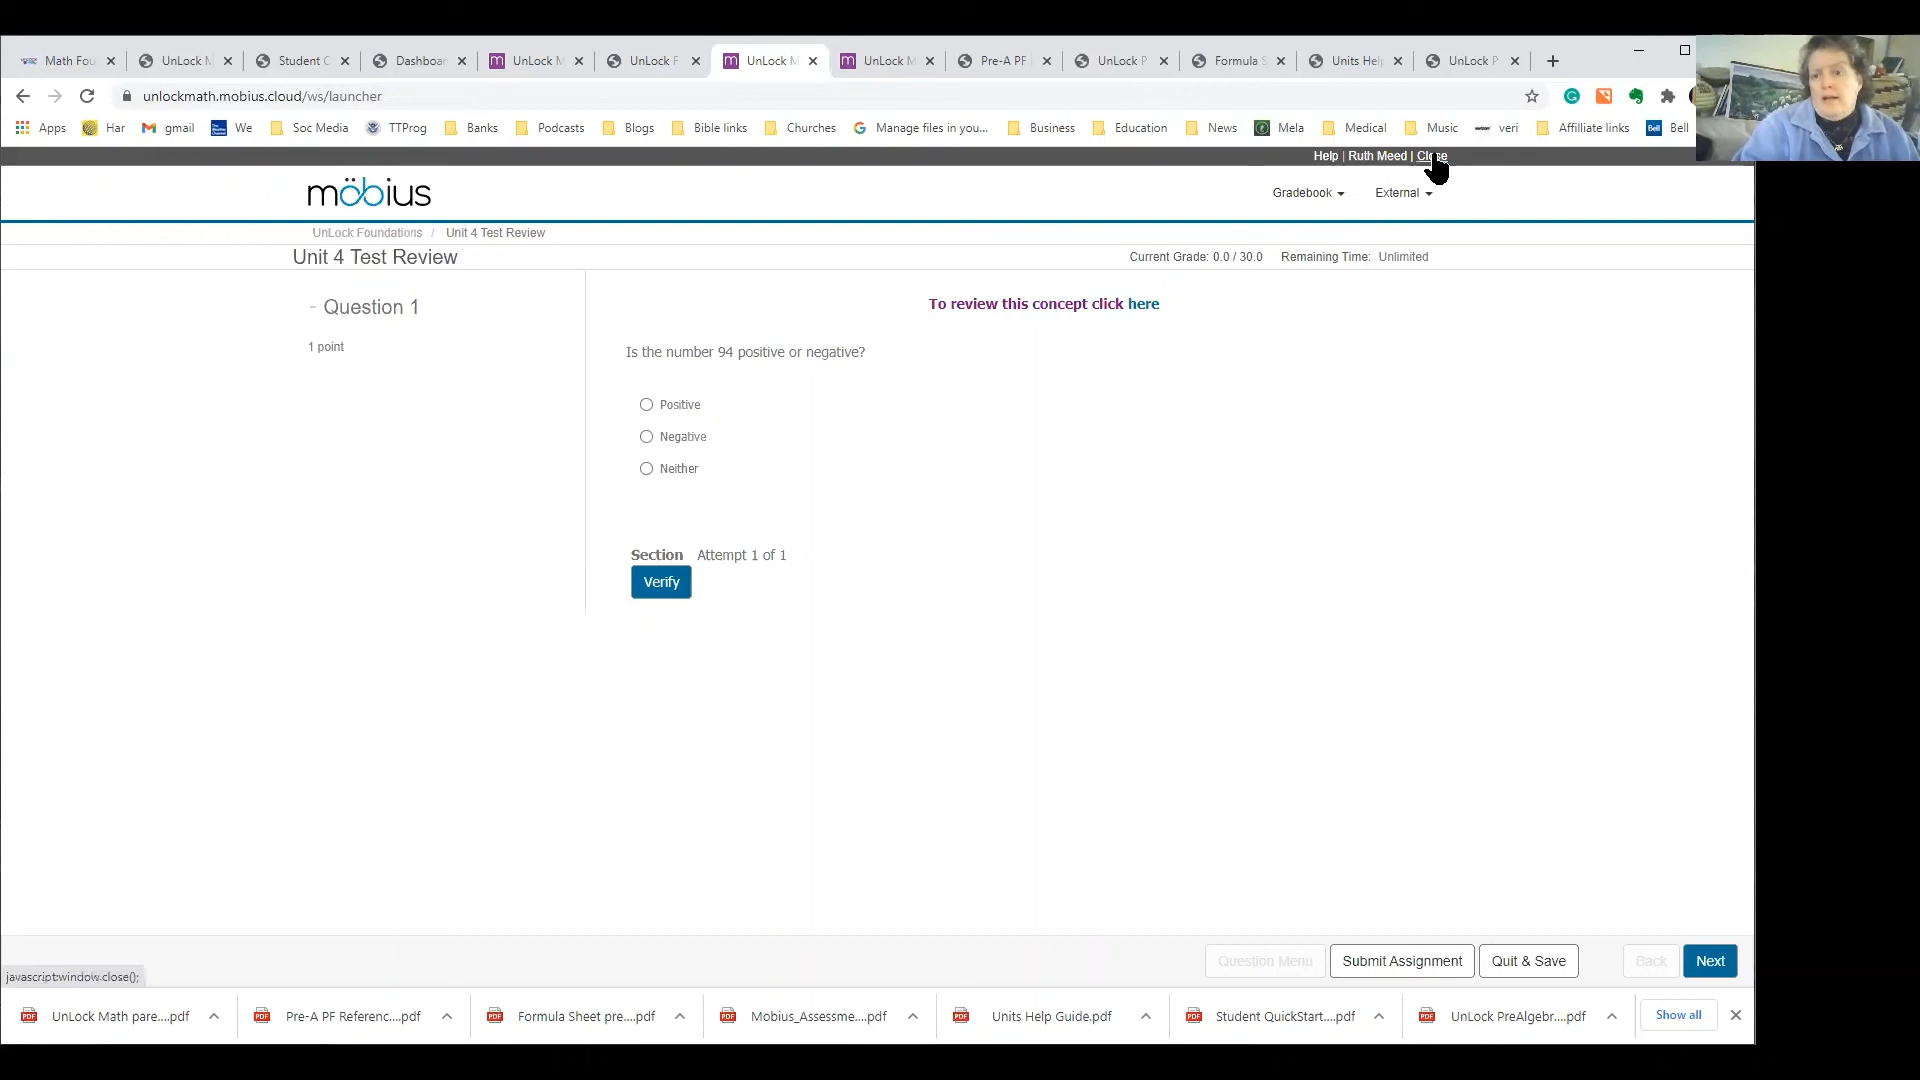 Math Fou UnLock M Student C Dashboar UnLock M UnLock F UnLock M UnLock M Pre-A PF UnLock P Formula S Units Help UnLock P
unlockmath.mobius.cloud/ws/launcher
Apps Har gmail We Soc Media TTProg Banks Podcasts Blogs Bible links Churches Manage files in you... Business Education News Mela Medical Music veri Affilliate links Bell
Help | Ruth Meed | Close
möbius Gradebook External
UnLock Foundations / Unit 4 Test Review
Unit 4 Test Review Current Grade: 0.0 / 30.0 Remaining Time: Unlimited
- Question 1
1 point
To review this concept click here
Is the number 94 positive or negative?
Positive
Negative
Neither
Section Attempt 1 of 1
Verify
Question Menu Submit Assignment Quit & Save Back Next
javascript:window.close();
UnLock Math pare....pdf Pre-A PF Referenc....pdf Formula Sheet pre....pdf Mobius_Assessme....pdf Units Help Guide.pdf Student QuickStart....pdf UnLock PreAlgebr....pdf Show all